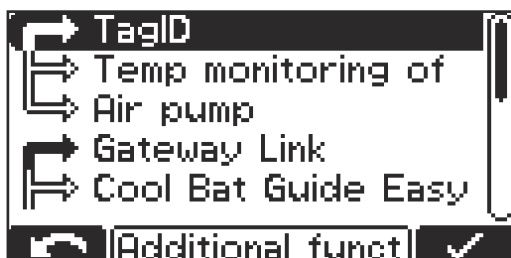 TagID
Temp monitoring of
Air pump
Gateway Link
Cool Bat Guide Easy
Additional funct